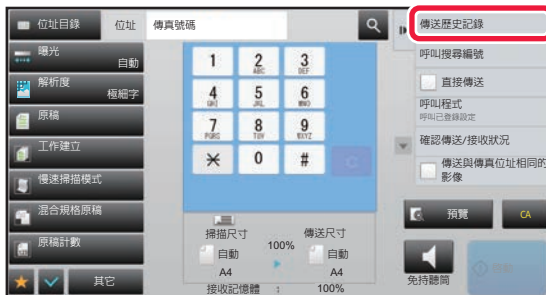 位址目錄
位址
傳真號碼
曝光
自動
解析度
極細字
原稿
工作建立
慢速掃描模式
混合規格原稿
原稿計數
其它
1
2
ABC
3
DEF
4
GHI
5
JKL
6
MNO
7
PQRS
8
TUV
9
WXYZ
0
#
C
掃描尺寸
自動
A4
100%
傳送尺寸
自動
A4
接收記憶體 : 100%
傳送歷史記錄
呼叫搜尋編號
直接傳送
呼叫程式
呼叫已登錄設定
確認傳送/接收狀況
傳送與傳真位址相同的
影像
預覽
CA
免持聽筒